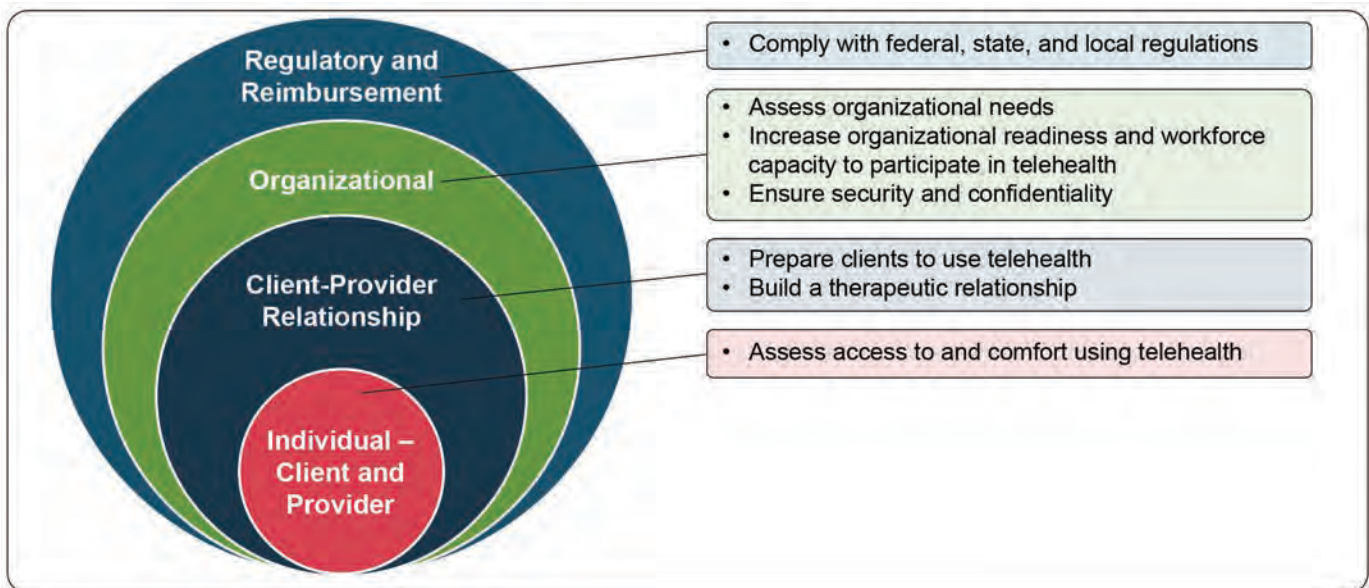 Regulatory and
Reimbursement
• Comply with federal, state, and local regulations
Organizational
• Assess organizational needs
• Increase organizational readiness and workforce
capacity to participate in telehealth
• Ensure security and confidentiality
Client-Provider
Relationship
• Prepare clients to use telehealth
• Build a therapeutic relationship
Individual –
Client and
Provider
• Assess access to and comfort using telehealth